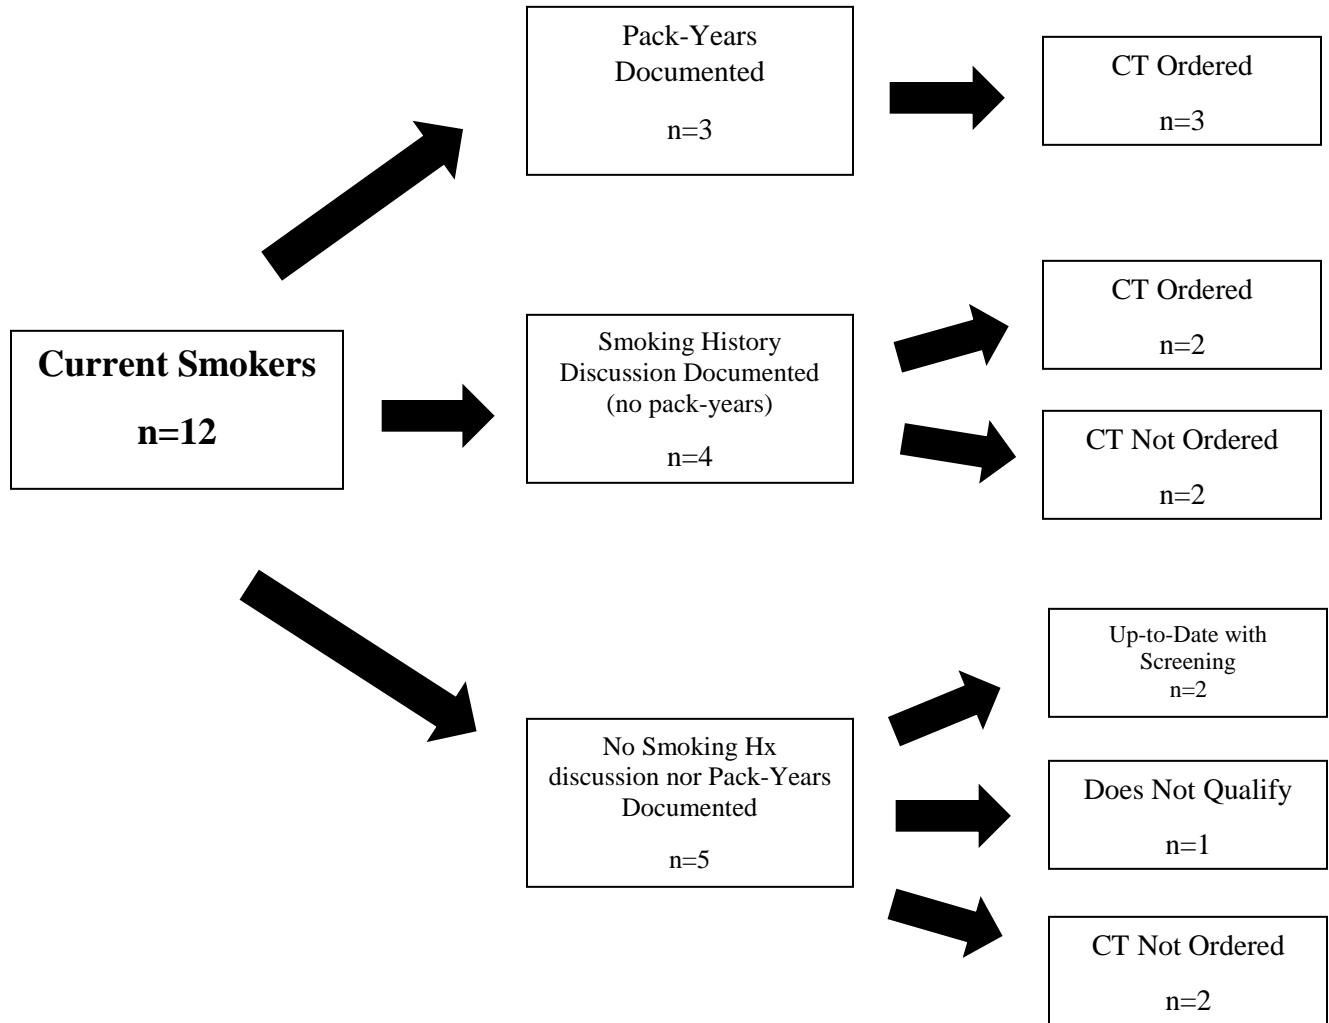 Pack-Years
Documented
n=3
CT Ordered
n=3
Current Smokers
n=12
Smoking History
Discussion Documented
(no pack-years)
n=4
CT Ordered
n=2
CT Not Ordered
n=2
No Smoking Hx
discussion nor Pack-Years
Documented
n=5
Up-to-Date with
Screening
n=2
Does Not Qualify
n=1
CT Not Ordered
n=2